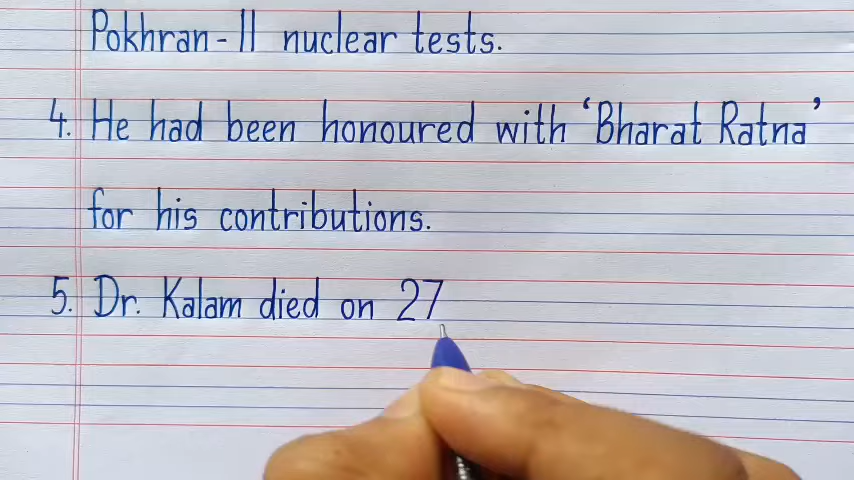 Pokhran-II nuclear tests.
4. He had been honoured with ‘Bharat Ratna’
for his contributions.
5. Dr. Kalam died on 27